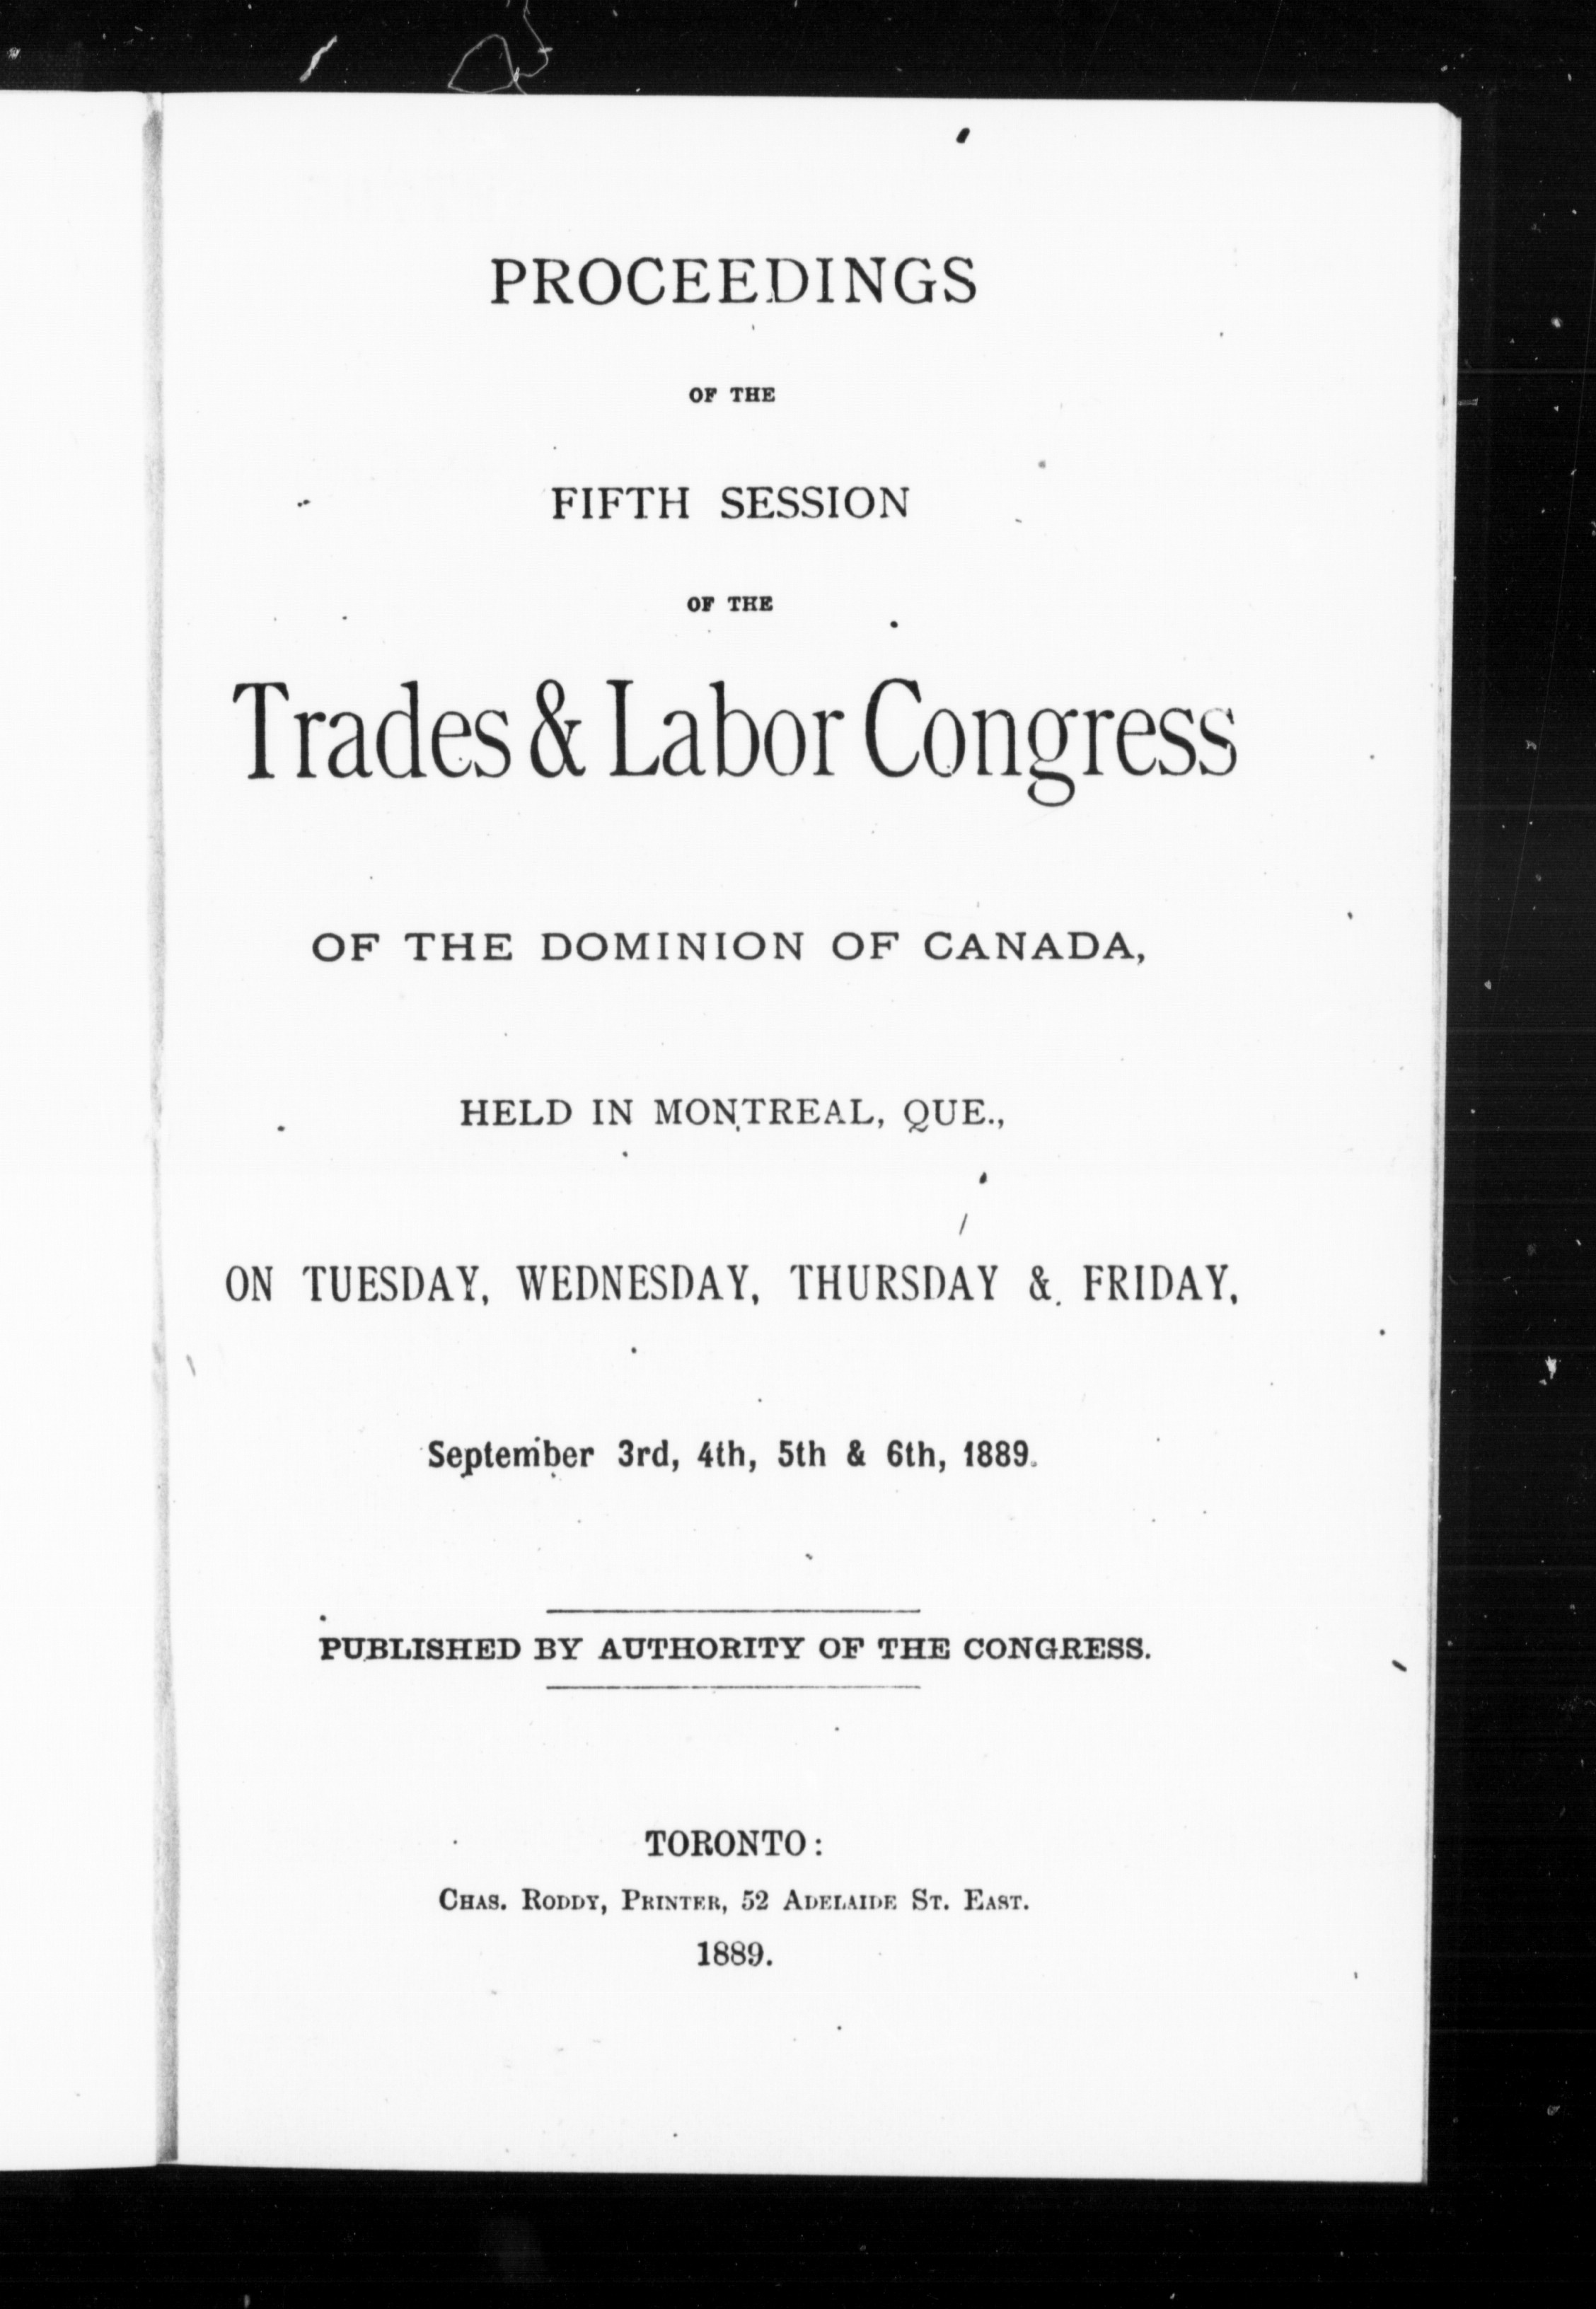 PROCEEDINGS
OF THE
FIFTH SESSION
OF THE
Trades & Labor Congress
OF THE DOMINION OF CANADA,
HELD IN MONTREAL, QUE.,
ON TUESDAY, WEDNESDAY, THURSDAY & FRIDAY,
September 3rd, 4th, 5th & 6th, 1889.
PUBLISHED BY AUTHORITY OF THE CONGRESS.
TORONTO:
CHAS. RODDY, PRINTER, 52 ADELAIDE ST. EAST.
1889.